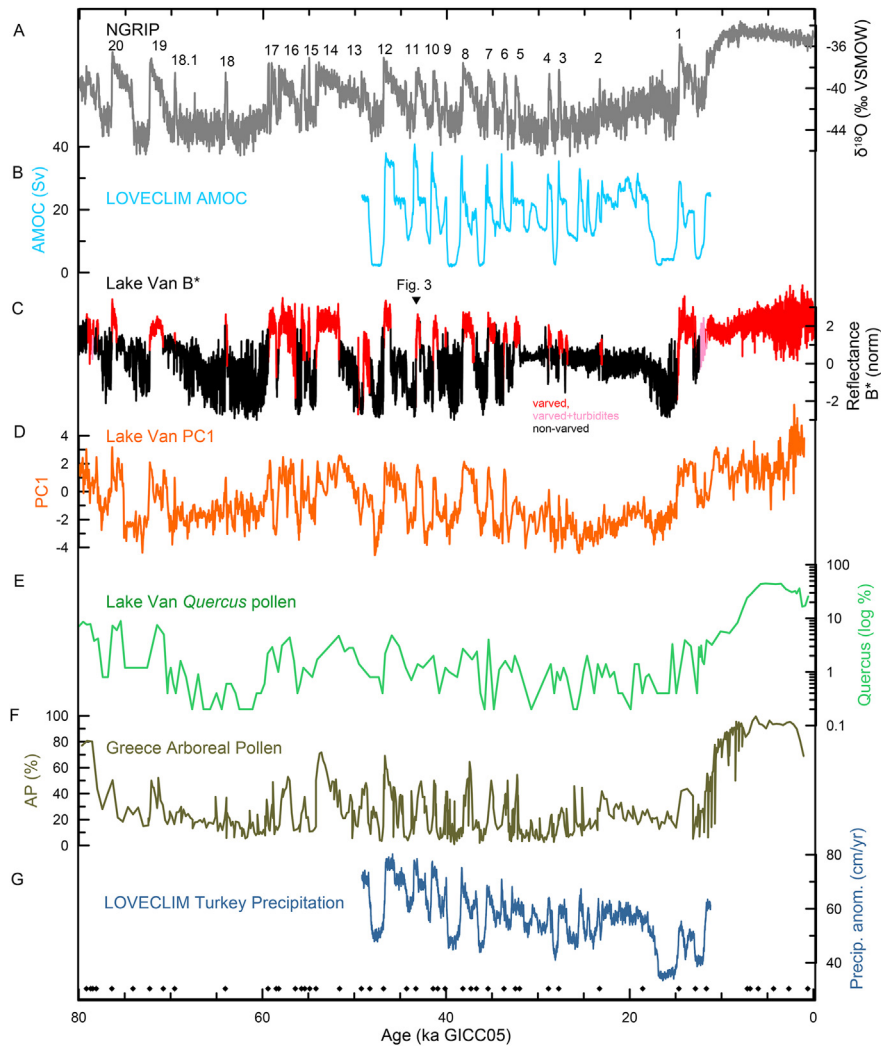 A
NGRIP
20 19 18.1 18 17 16 15 14 13 12 11 10 9 8 7 6 5 4 3 2 1
-36
-40
-44
δ18O (‰ VSMOW)
B
40
20
0
AMOC (Sv)
LOVECLIM AMOC
C
Lake Van B*
Fig. 3
2
0
-2
Reflectance
B* (norm)
varved,
varved+turbidites
non-varved
D
Lake Van PC1
4
2
0
-2
-4
PC1
E
Lake Van Quercus pollen
100
10
1
0.1
Quercus (log %)
F
Greece Arboreal Pollen
100
80
60
40
20
0
AP (%)
G
LOVECLIM Turkey Precipitation
80
60
40
Precip. anom. (cm/yr)
80 60 40 20 0
Age (ka GICC05)